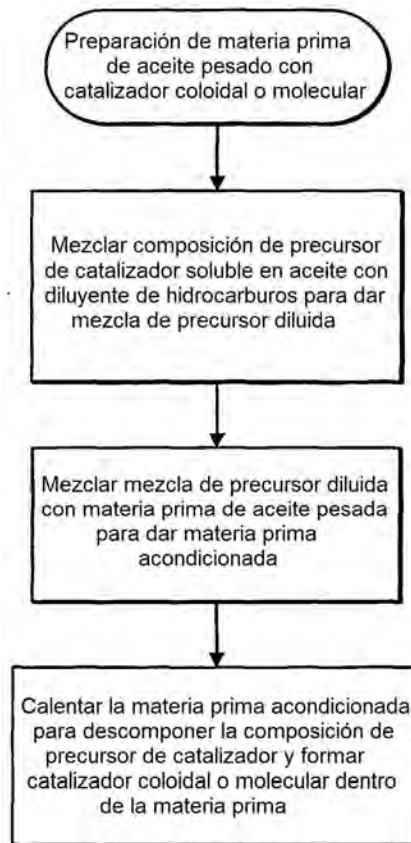 Preparación de materia prima
de aceite pesado con
catalizador coloidal o molecular
Mezclar composición de precursor
de catalizador soluble en aceite con
diluyente de hidrocarburos para dar
mezcla de precursor diluida
Mezclar mezcla de precursor diluida
con materia prima de aceite pesada
para dar materia prima
acondicionada
Calentar la materia prima acondicionada
para descomponer la composición de
precursor de catalizador y formar
catalizador coloidal o molecular dentro
de la materia prima